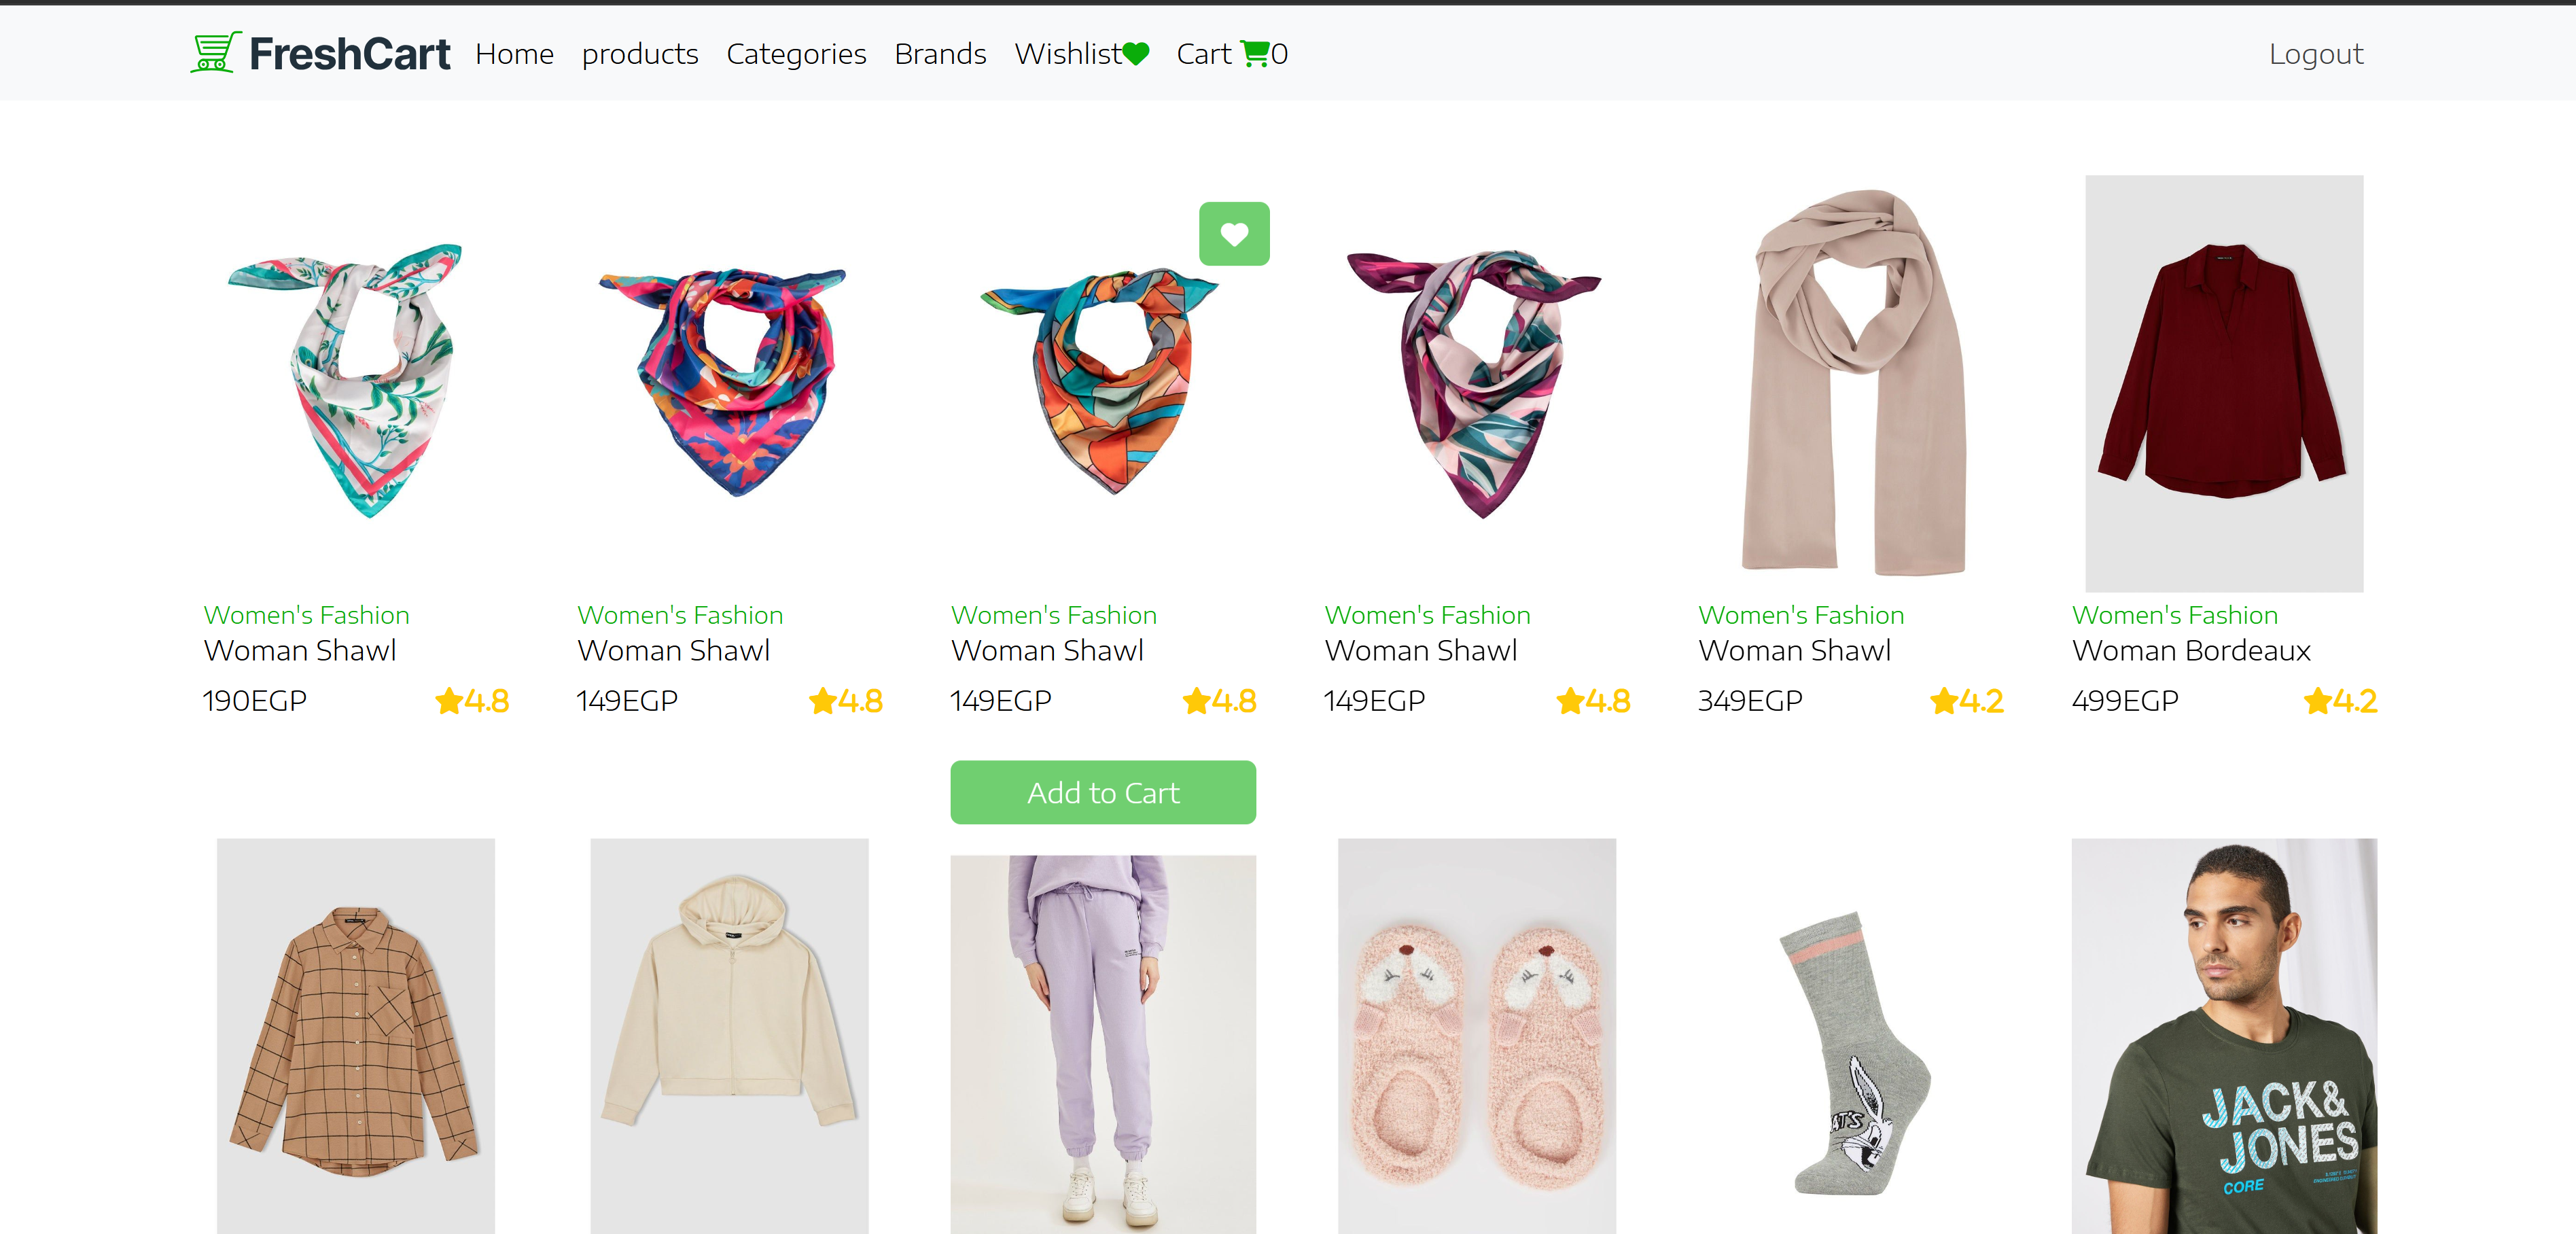 FreshCart Home products Categories Brands Wishlist Cart 0 Logout
Women's Fashion
Woman Shawl
190EGP 4.8
Women's Fashion
Woman Shawl
149EGP 4.8
Women's Fashion
Woman Shawl
149EGP 4.8
Add to Cart
Women's Fashion
Woman Shawl
149EGP 4.8
Women's Fashion
Woman Shawl
349EGP 4.2
Women's Fashion
Woman Bordeaux
499EGP 4.2
JACK&
JONES
CORE